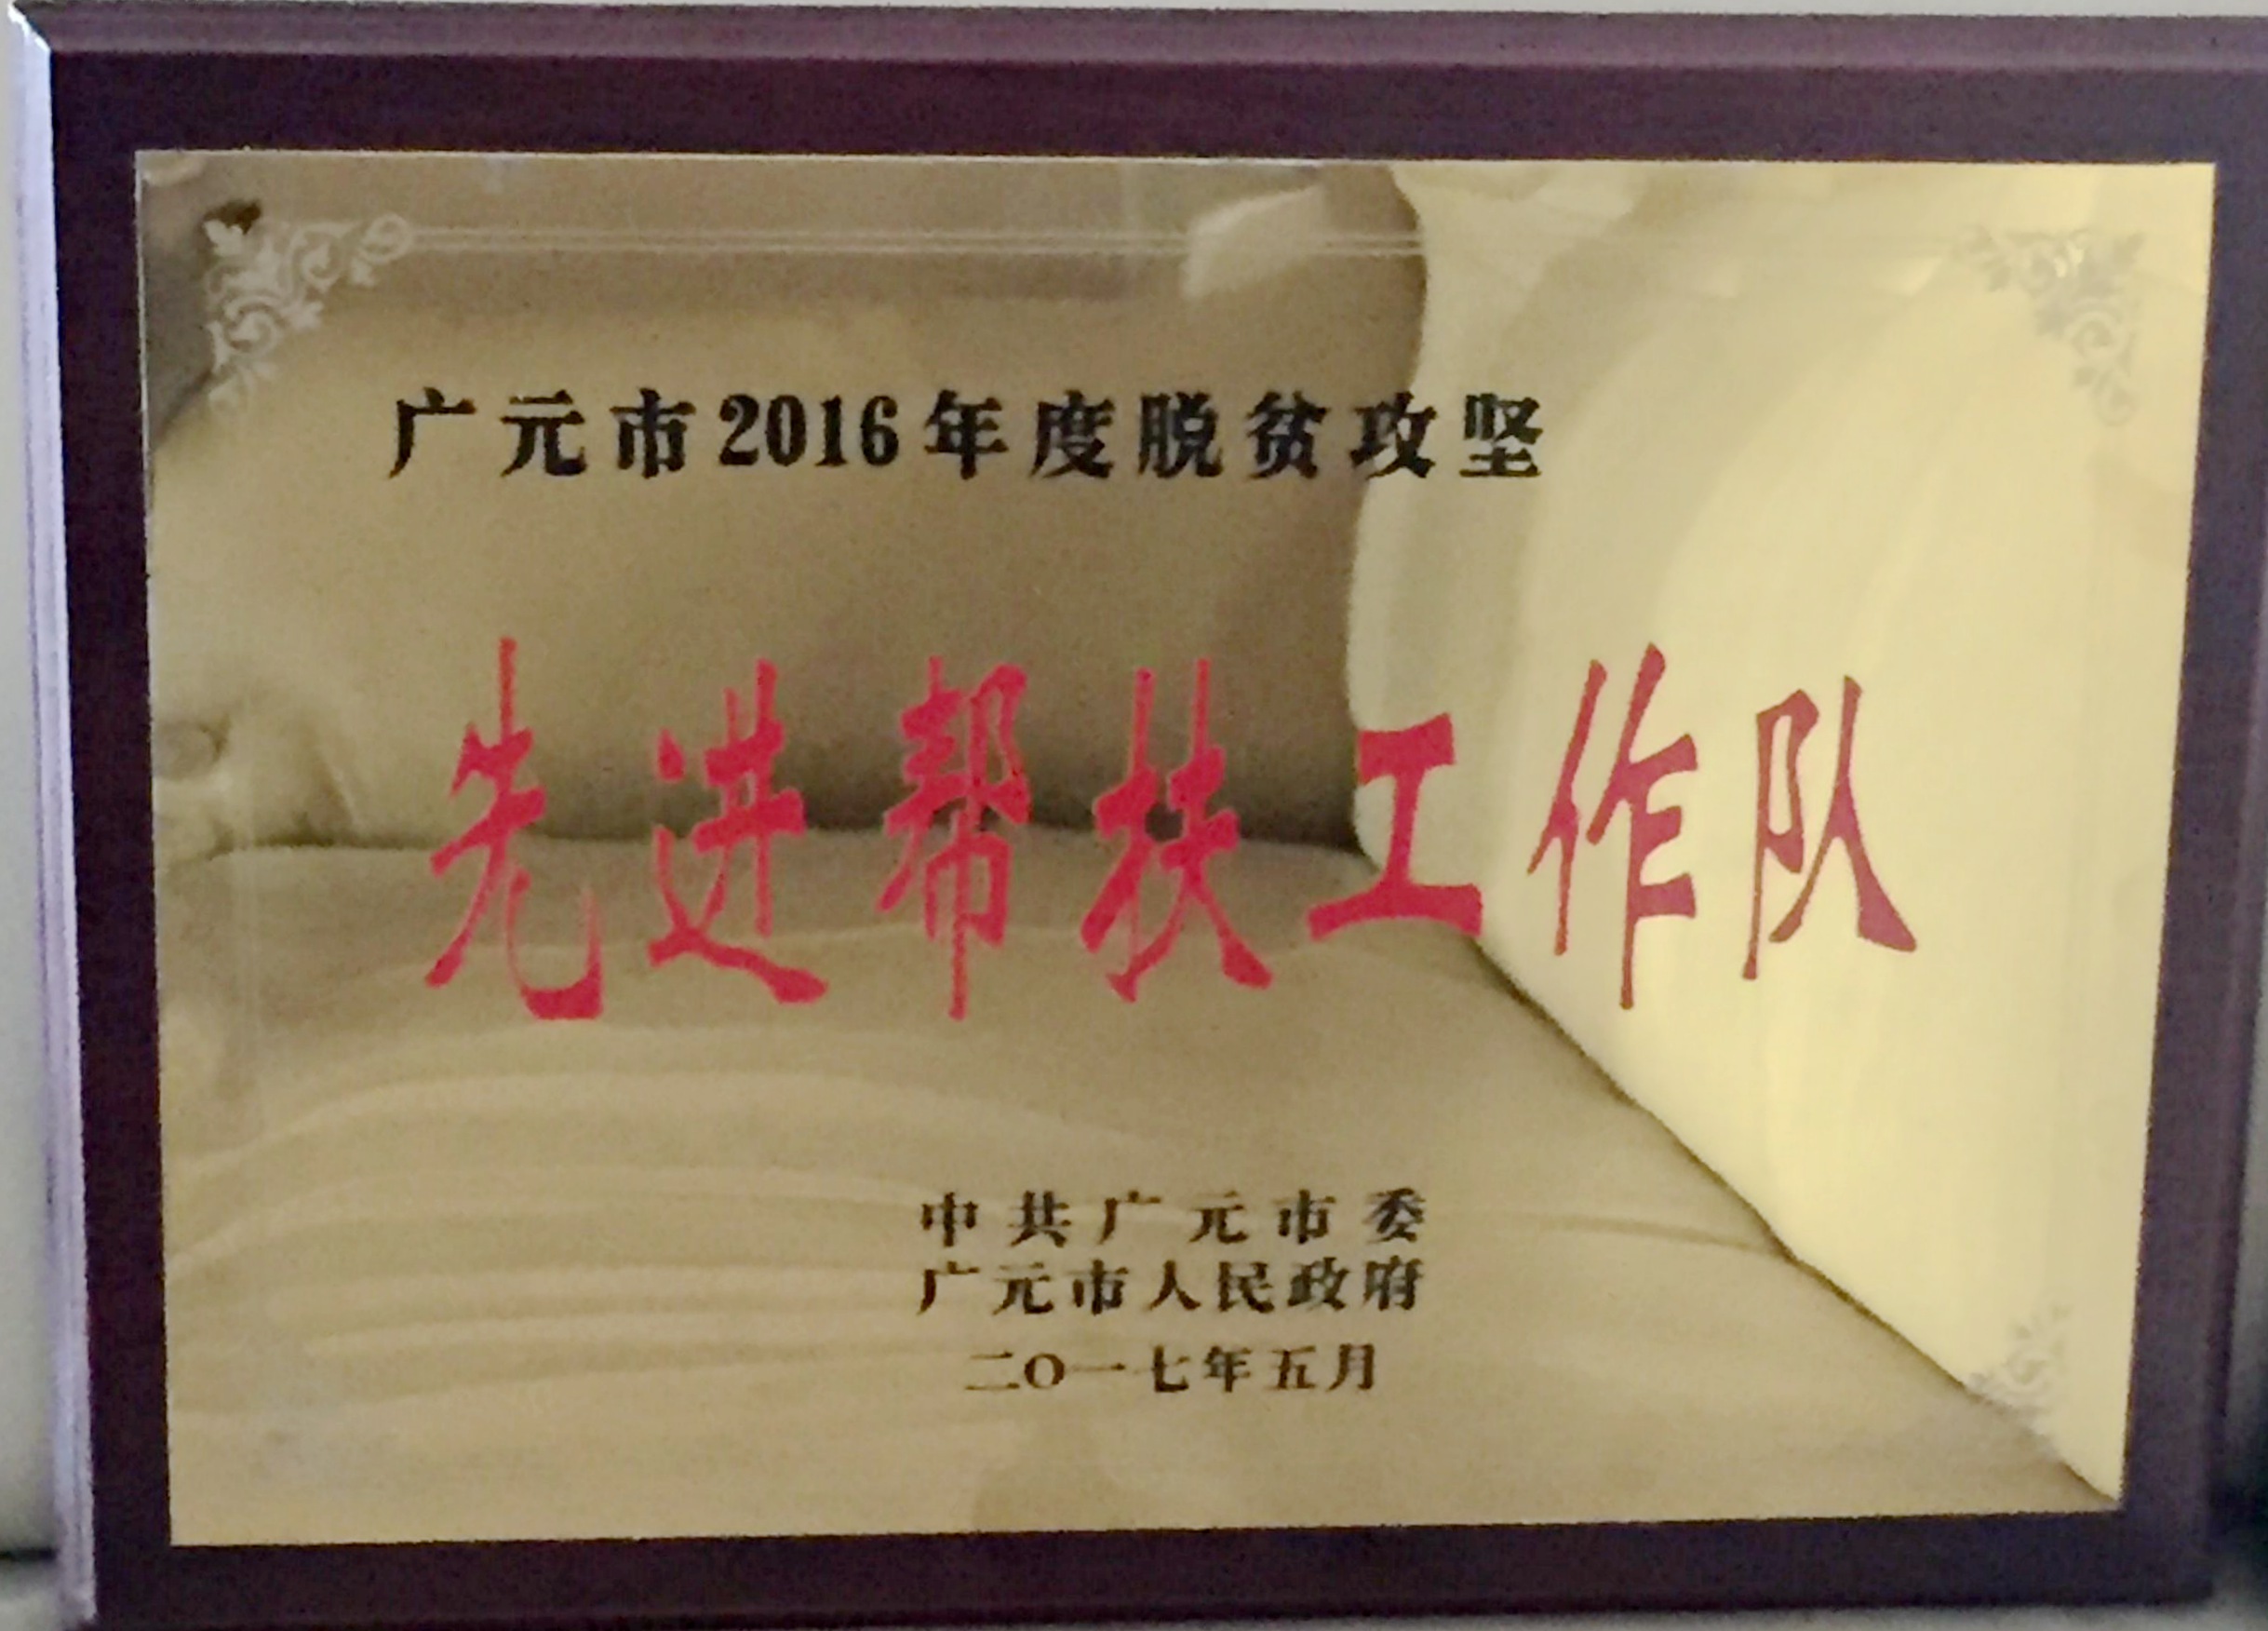 广元市2016年度脱贫攻坚
先进帮扶工作队
中共广元市委
广元市人民政府
二〇一七年五月